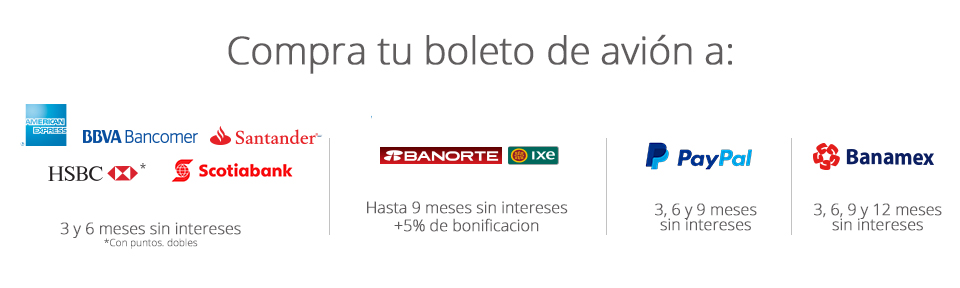 Compra tu boleto de avión a:
AMERICAN
EXPRESS
BBVA Bancomer
Santander
HSBC *
Scotiabank
3 y 6 meses sin intereses
*Con puntos. dobles
BANORTE IXe
Hasta 9 meses sin intereses
+5% de bonificacion
PayPal
3, 6 y 9 meses
sin intereses
Banamex
3, 6, 9 y 12 meses
sin intereses